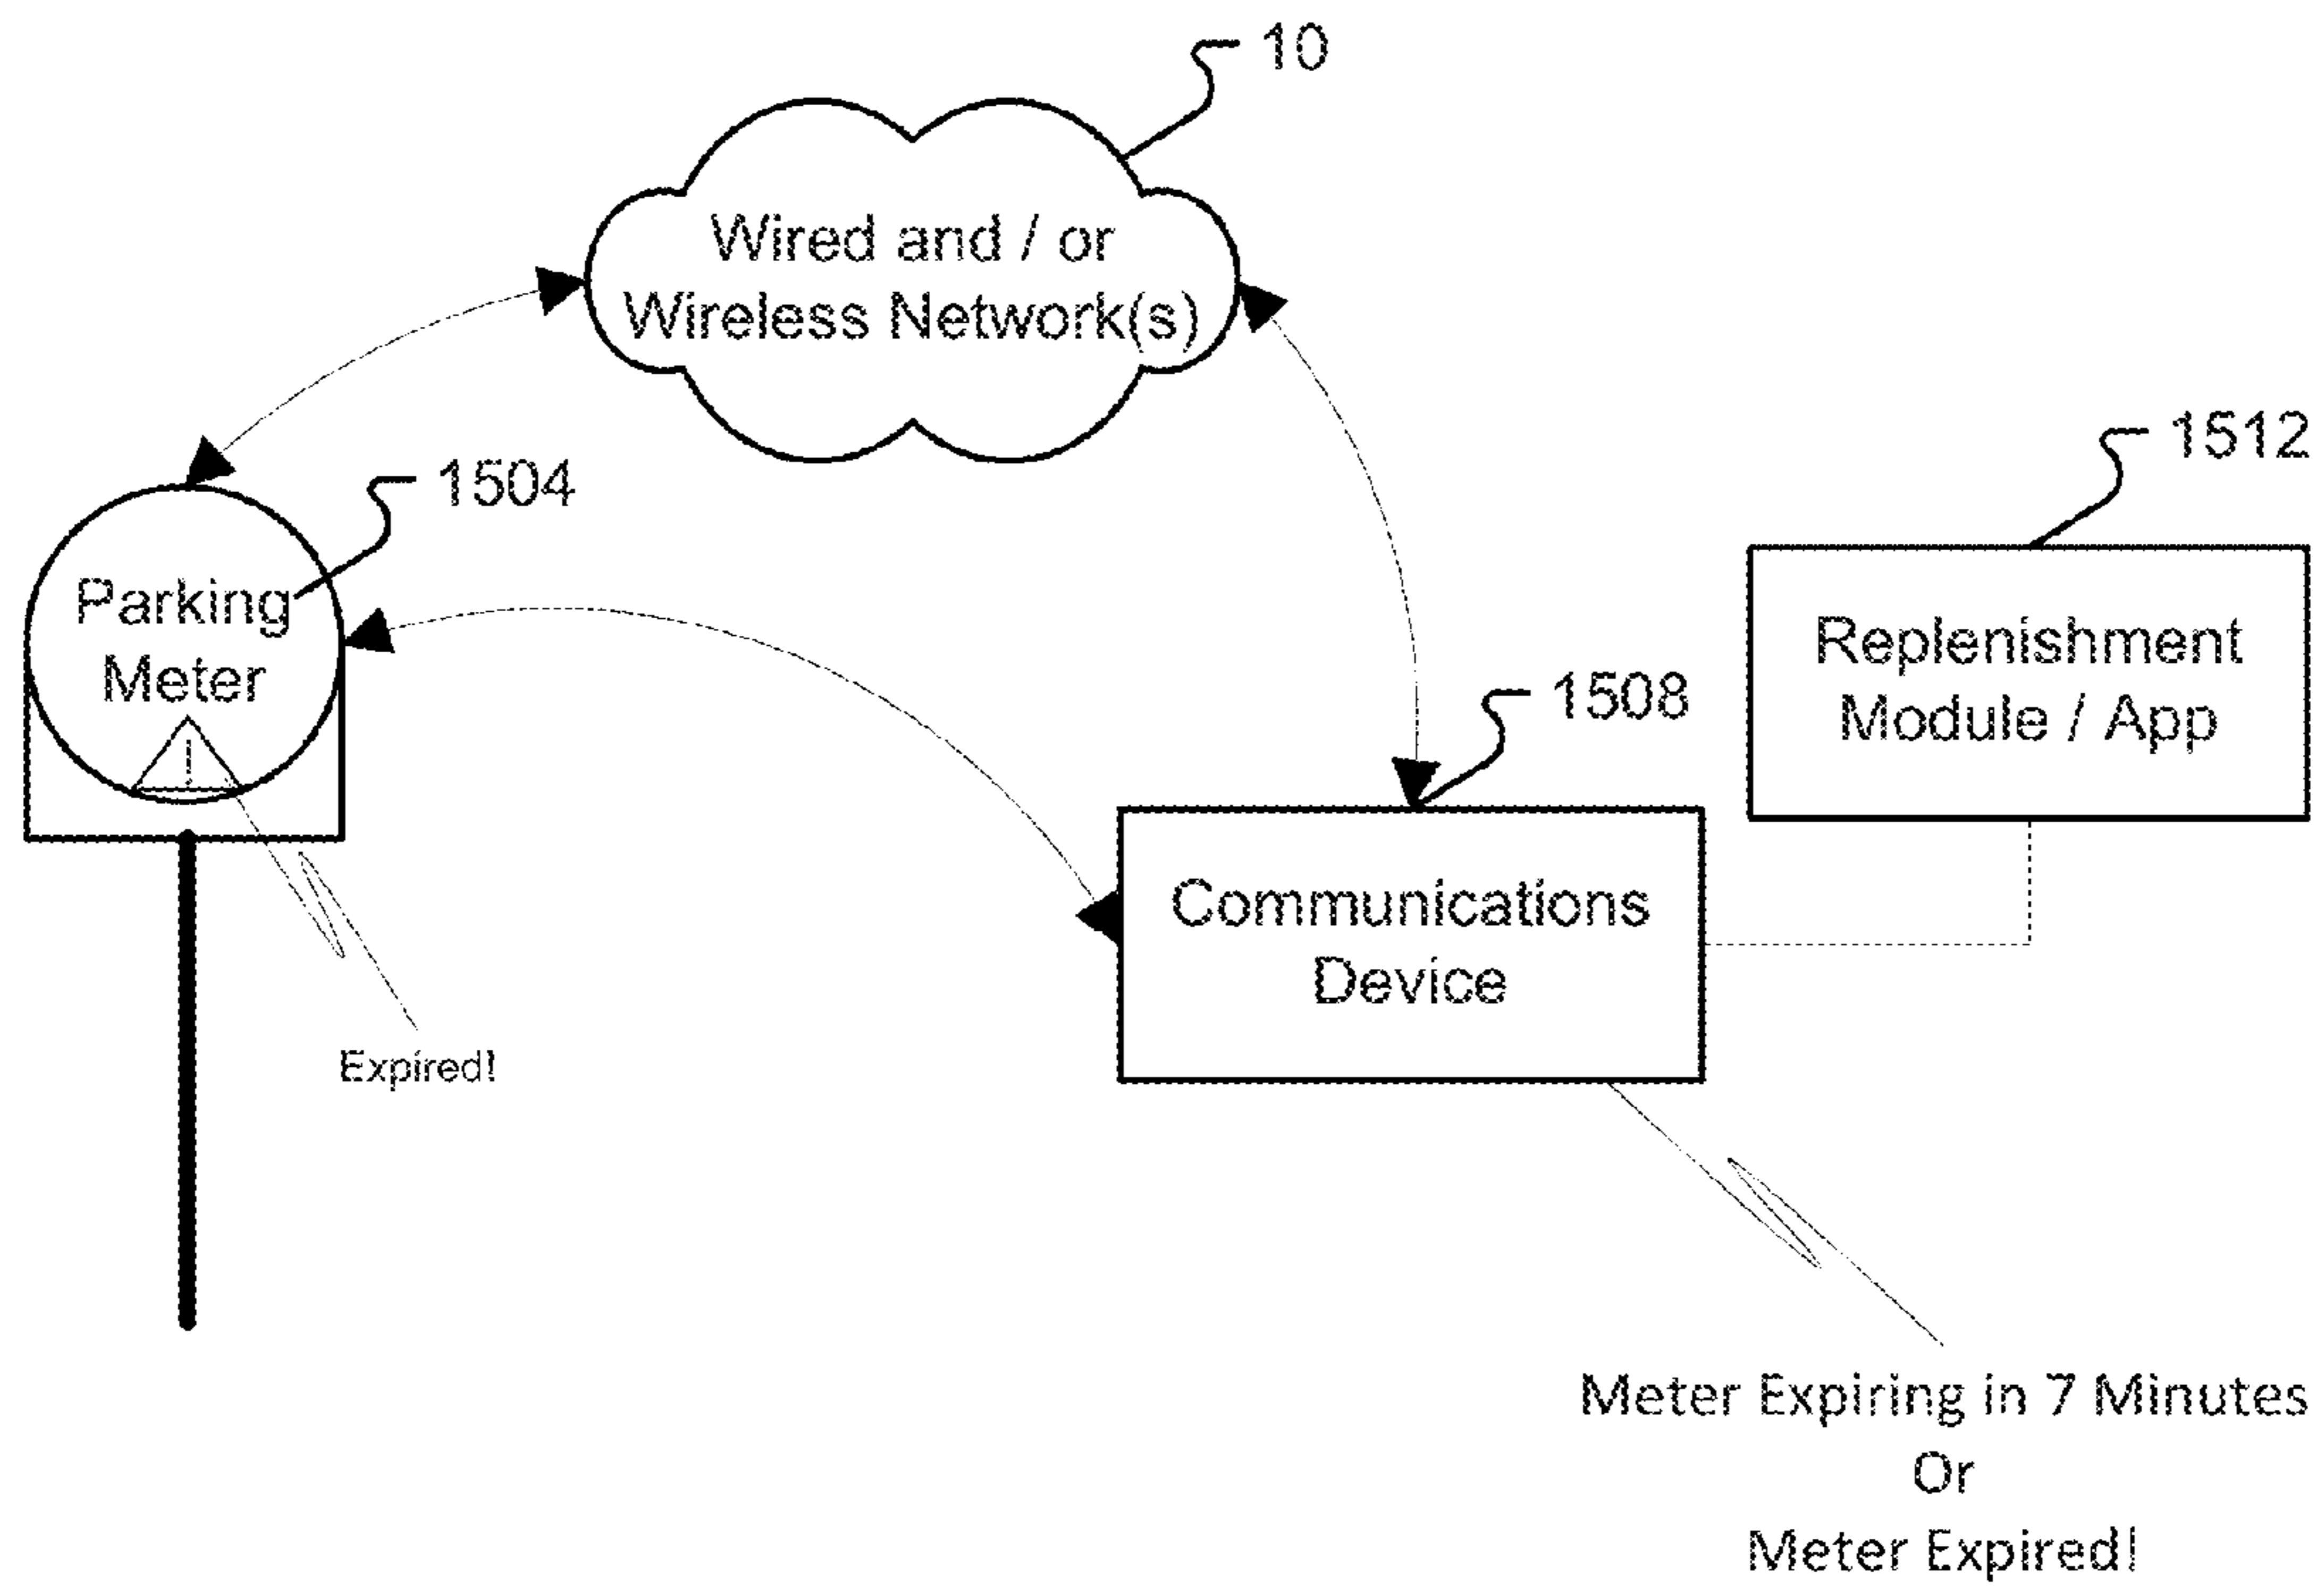 10
Wired and / or
Wireless Network(s)
1504
1512
Parking
Meter
Replenishment
Module / App
1508
Communications
Device
Expired!
Meter Expiring in 7 Minutes
Or
Meter Expired!